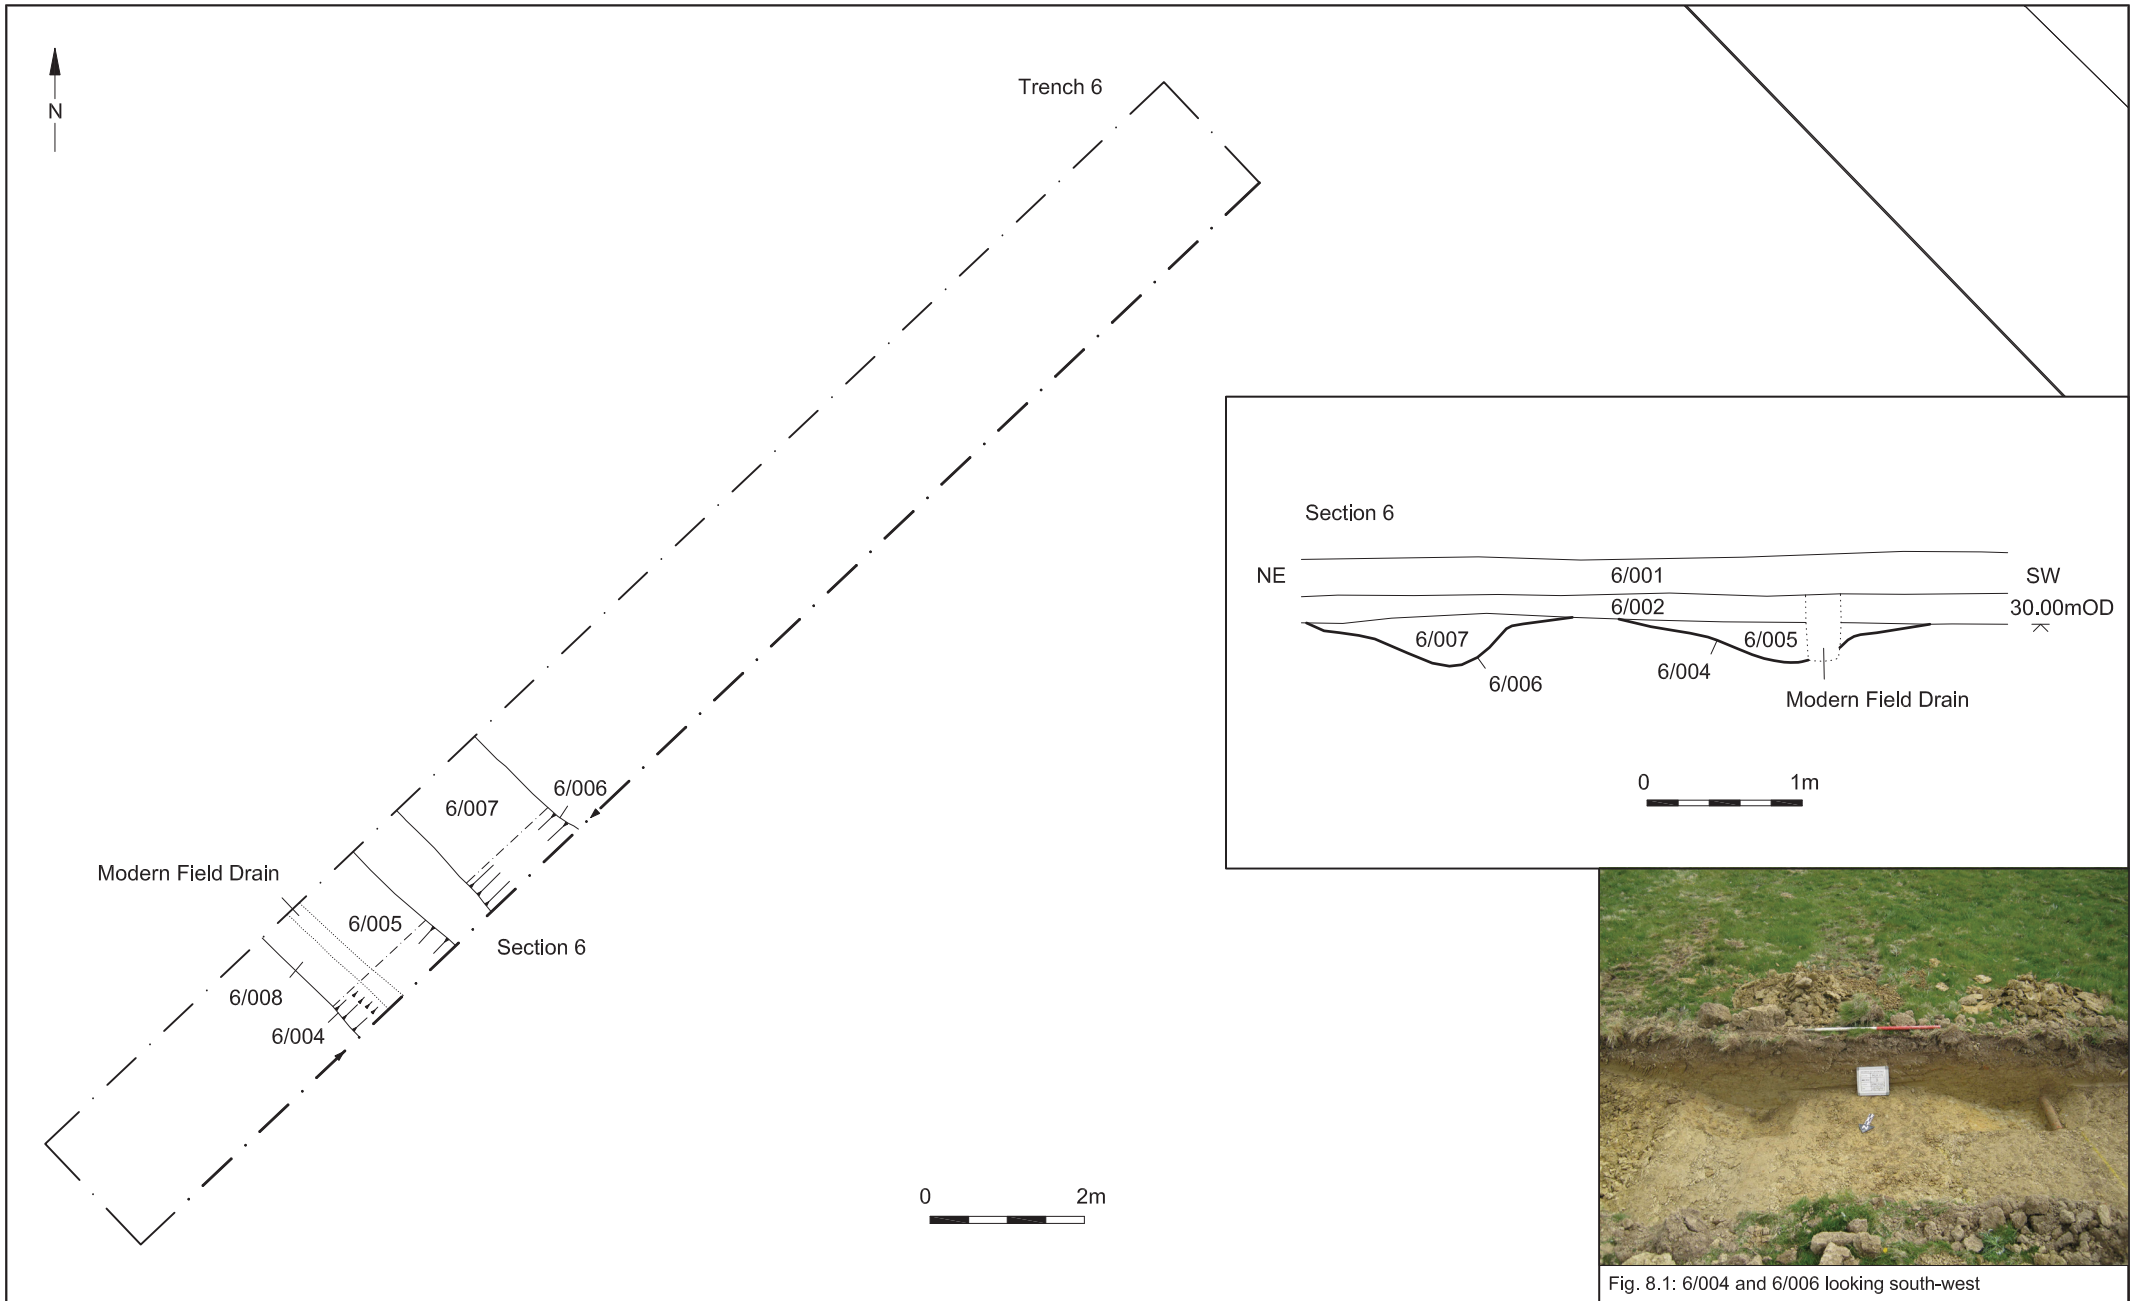 N
Trench 6
Section 6
NE
6/001
SW
6/002
30.00mOD
6/007
6/005
6/004
6/006
Modern Field Drain
0 1m
6/006
6/007
Modern Field Drain
6/005
Section 6
6/008
6/004
0 2m
Fig. 8.1: 6/004 and 6/006 looking south-west